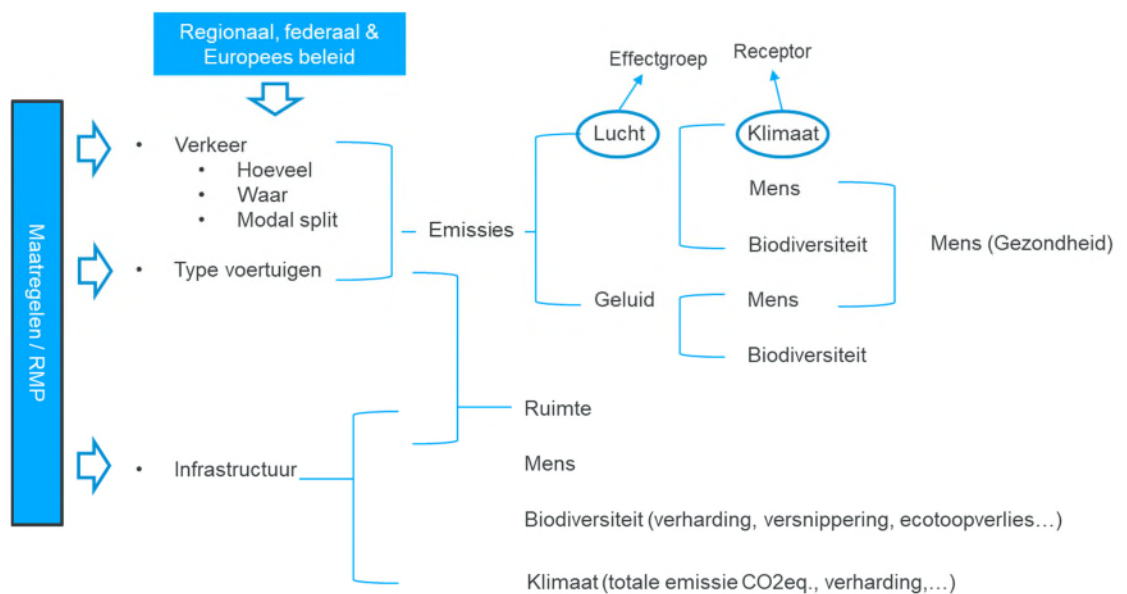 Regionaal, federaal &
Europees beleid
Effectgroep
Receptor
Maatregelen / RMP
• Verkeer
• Hoeveel
• Waar
• Modal split
• Type voertuigen
• Infrastructuur
Emissies
Lucht
Geluid
Klimaat
Mens
Biodiversiteit
Mens
Biodiversiteit
Mens (Gezondheid)
Ruimte
Mens
Biodiversiteit (verharding, versnippering, ecotoopverlies…)
Klimaat (totale emissie CO2eq., verharding,…)